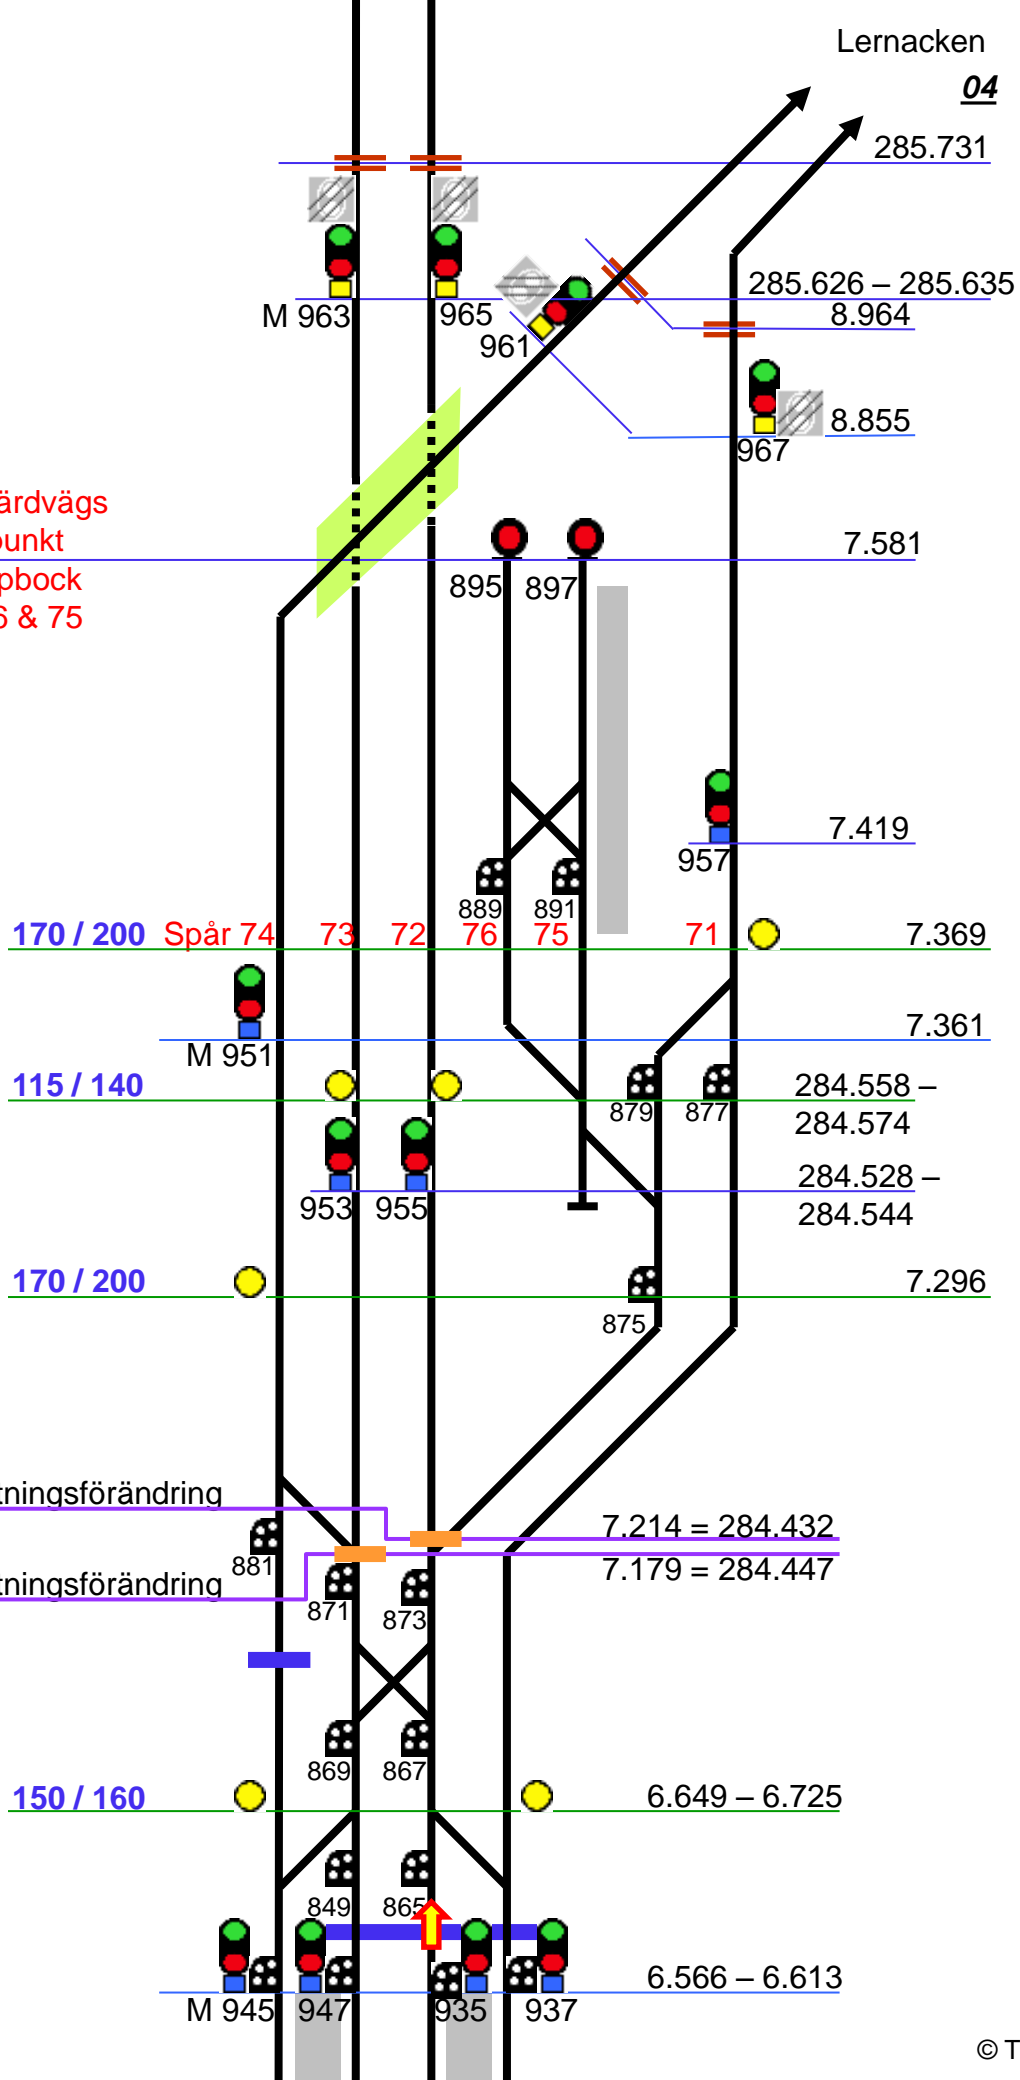 Lernacken
04
285.731
285.626 – 285.635
M 963
965
8.964
961
8.855
967
ärdvägs
punkt
7.581
pbock
895
897
6 & 75
7.419
957
889
891
170 / 200
Spår 74
73
72
76
75
71
7.369
7.361
M 951
115 / 140
879
877
284.558 –
284.574
284.528 –
953
955
284.544
170 / 200
7.296
875
tningsförändring
7.214 = 284.432
881
7.179 = 284.447
tningsförändring
871
873
869
867
150 / 160
6.649 – 6.725
849
865
6.566 – 6.613
M 945
947
935
937
© T